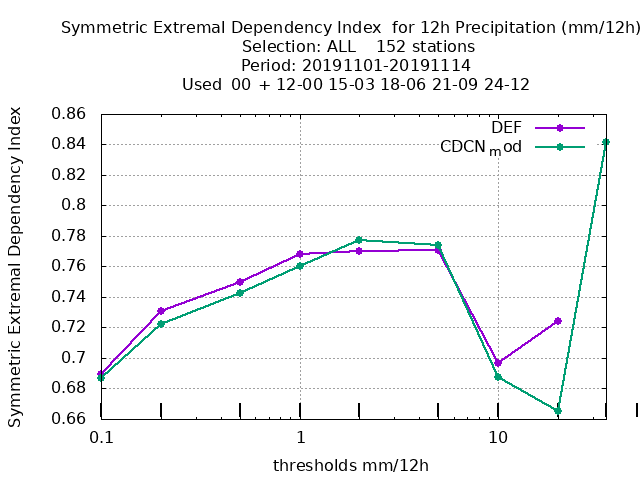 Symmetric Extremal Dependency Index  for 12h Precipitation (mm/12h)
Selection: ALL    152 stations
Period: 20191101-20191114
Used  00 + 12-00 15-03 18-06 21-09 24-12
Symmetric Extremal Dependency Index
0.86
0.84
0.82
0.8
0.78
0.76
0.74
0.72
0.7
0.68
0.66
DEF
CDCNmod
0.1 1 10
thresholds mm/12h